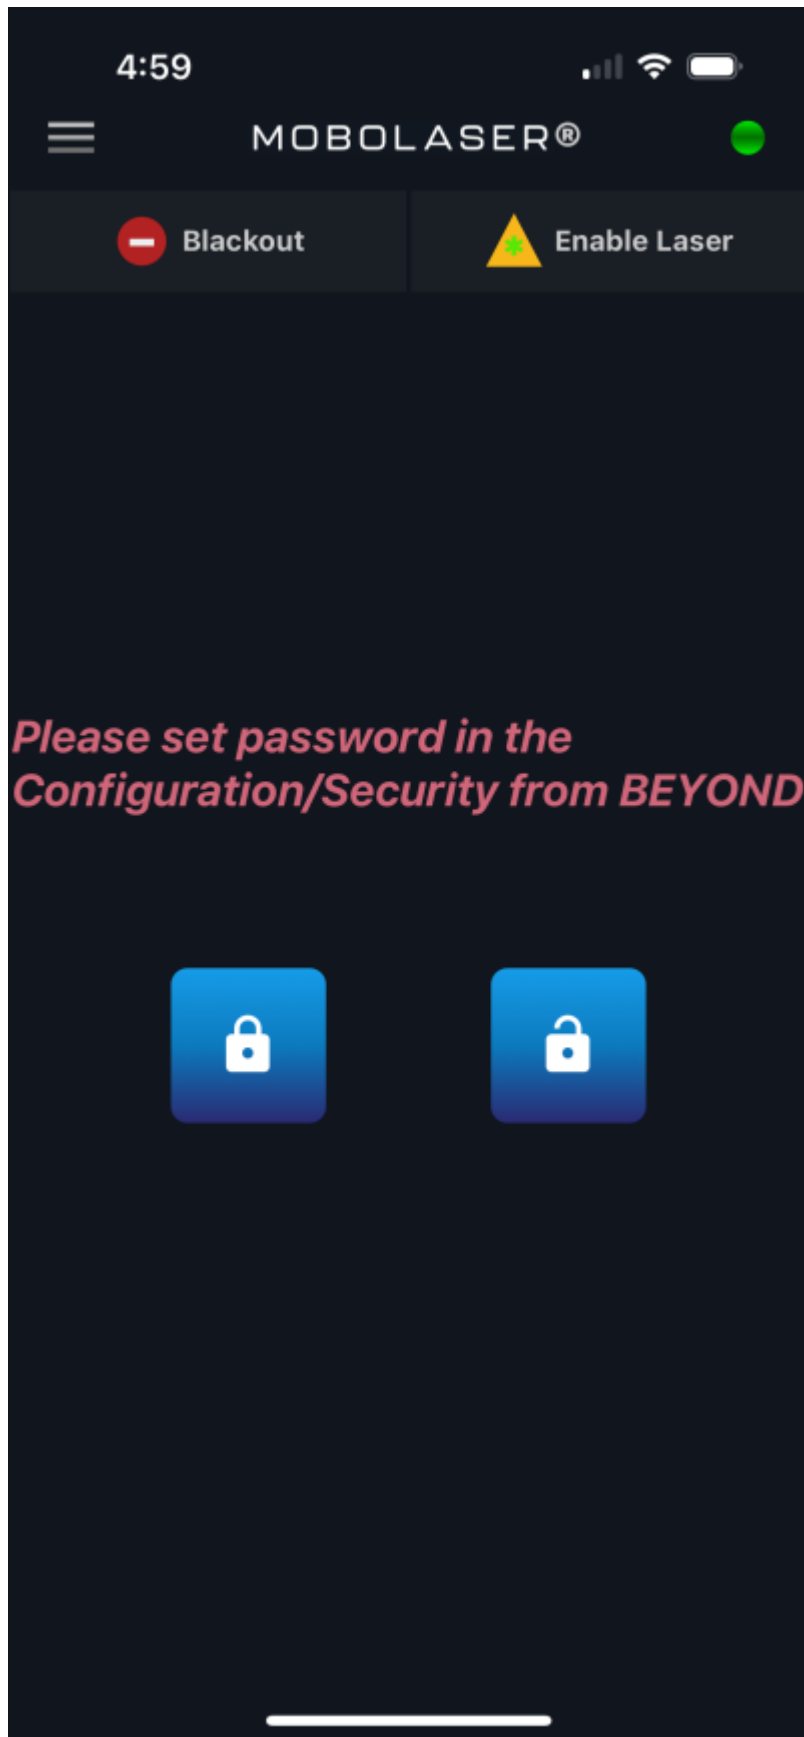 4:59
MOBOLASER®
Blackout
Enable Laser
Please set password in the
Configuration/Security from BEYOND